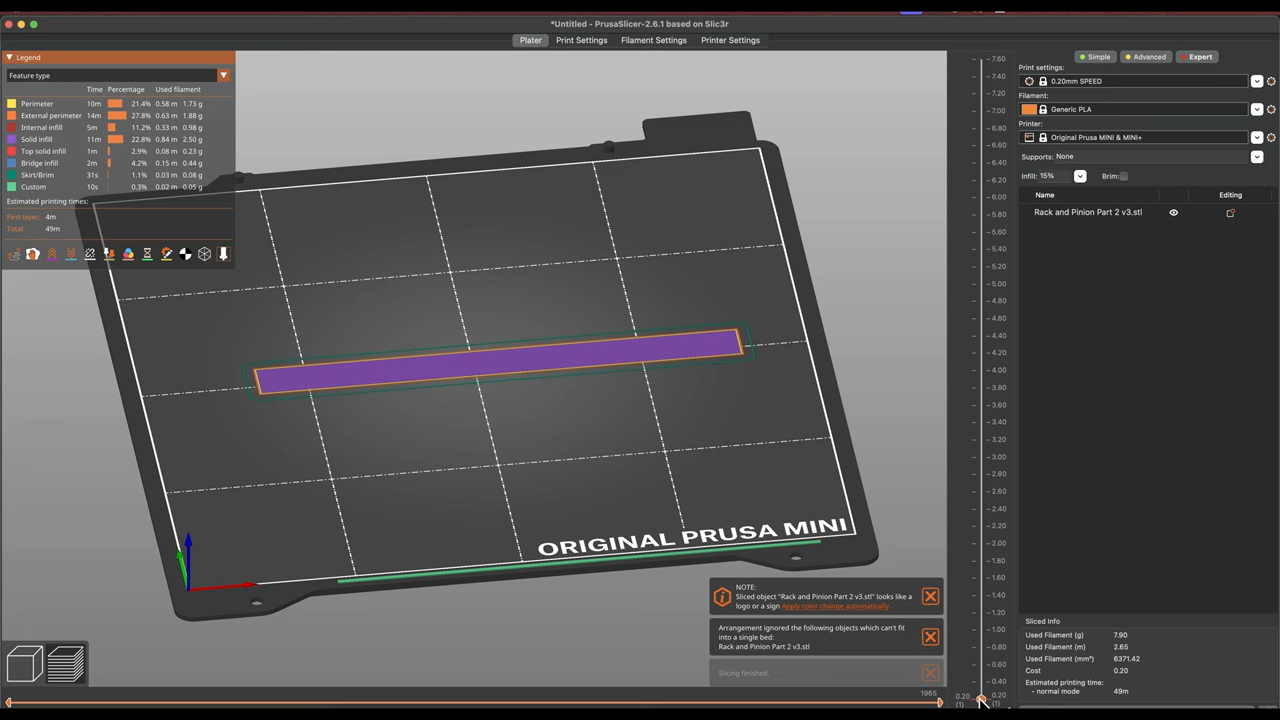 *Untitled - PrusaSlicer-2.6.1 based on Slic3r
Plater Print Settings Filament Settings Printer Settings
Legend
Feature type
Time Percentage Used filament
Perimeter 10m 21.4% 0.58 m 1.73 g
External perimeter 14m 27.8% 0.63 m 1.88 g
Internal infill 5m 11.2% 0.33 m 0.98 g
Solid infill 11m 22.8% 0.84 m 2.50 g
Top solid infill 1m 2.9% 0.08 m 0.23 g
Bridge infill 2m 4.2% 0.15 m 0.44 g
Skirt/Brim 31s 1.1% 0.03 m 0.08 g
Custom 10s 0.3% 0.02 m 0.05 g
Estimated printing times:
First layer: 4m
Total: 49m
ORIGINAL PRUSA MINI
NOTE:
Sliced object "Rack and Pinion Part 2 v3.stl" looks like a
logo or a sign Apply color change automatically
Arrangement ignored the following objects which can't fit
into a single bed:
Rack and Pinion Part 2 v3.stl
Slicing finished.
1965
7.60
7.40
7.20
7.00
6.80
6.60
6.40
6.20
6.00
5.80
5.60
5.40
5.20
5.00
4.80
4.60
4.40
4.20
4.00
3.80
3.60
3.40
3.20
3.00
2.80
2.60
2.40
2.20
2.00
1.80
1.60
1.40
1.20
1.00
0.80
0.60
0.40
0.20 0.20
(1) (1)
Simple Advanced Expert
Print settings:
0.20mm SPEED
Filament:
Generic PLA
Printer:
Original Prusa MINI & MINI+
Supports: None
Infill: 15% Brim:
Name Editing
Rack and Pinion Part 2 v3.stl
Sliced Info
Used Filament (g) 7.90
Used Filament (m) 2.65
Used Filament (mm³) 6371.42
Cost 0.20
Estimated printing time:
- normal mode 49m